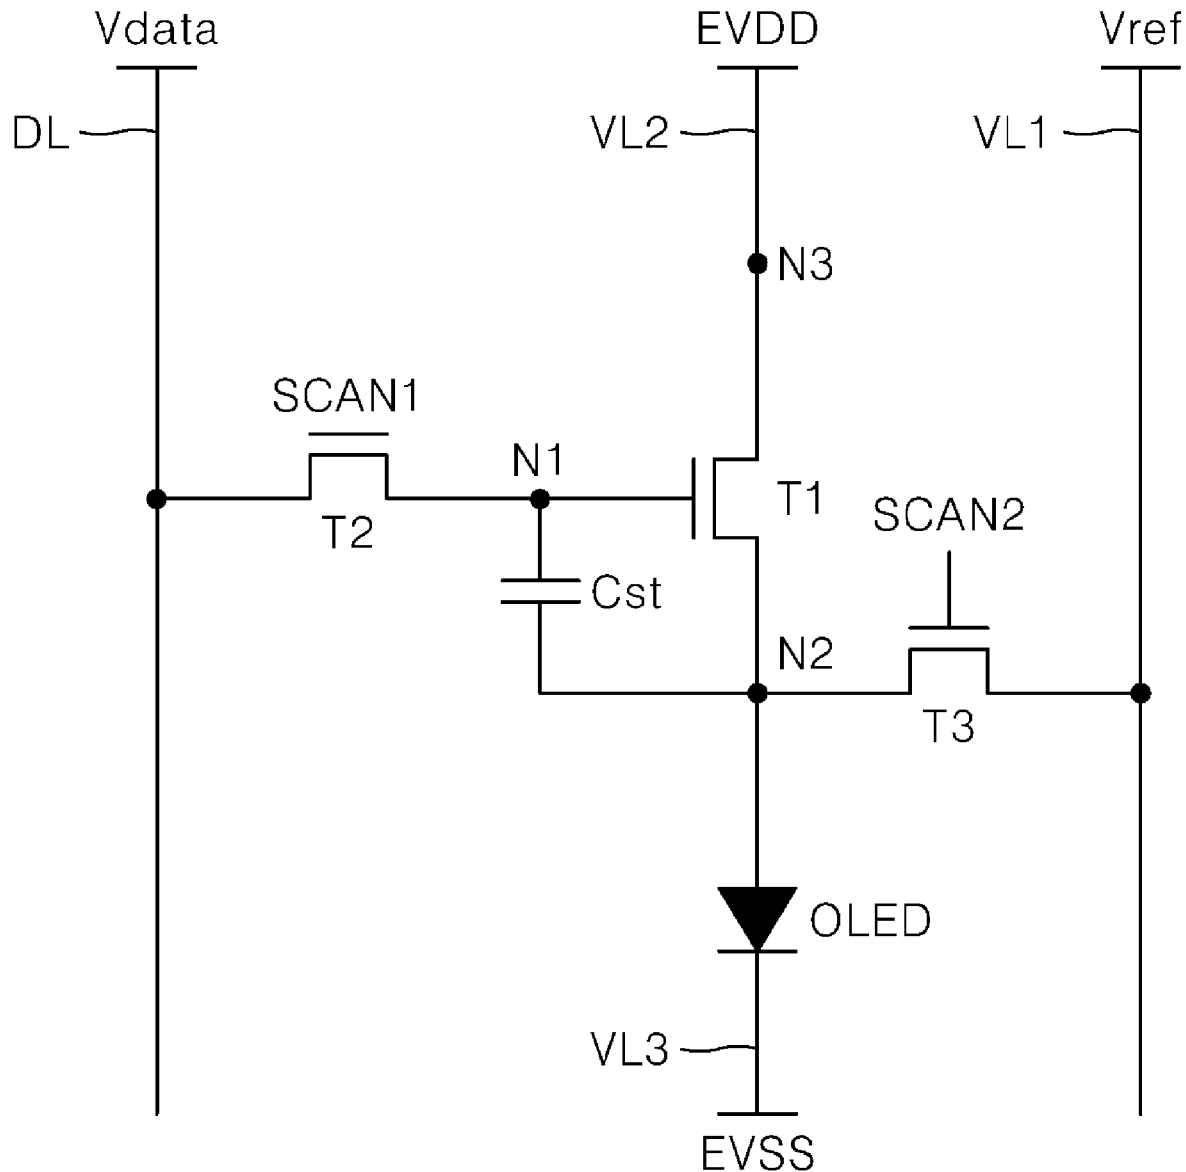 Vdata
EVDD
Vref
DL
VL2
VL1
N3
SCAN1
N1
T1
SCAN2
T2
Cst
N2
T3
OLED
VL3
EVSS